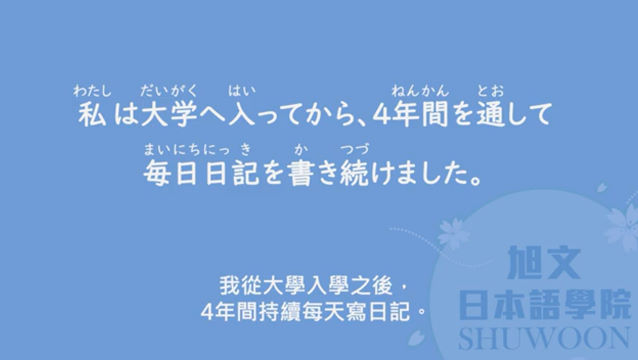 わたし だいがく はい ねんかん とお
私は大学へ入ってから、4年間を通して
まいにちにっき か つづ
毎日日記を書き続けました。
我從大學入學之後，
4年間持續每天寫日記。
旭文
日本語學院
SHUWOON